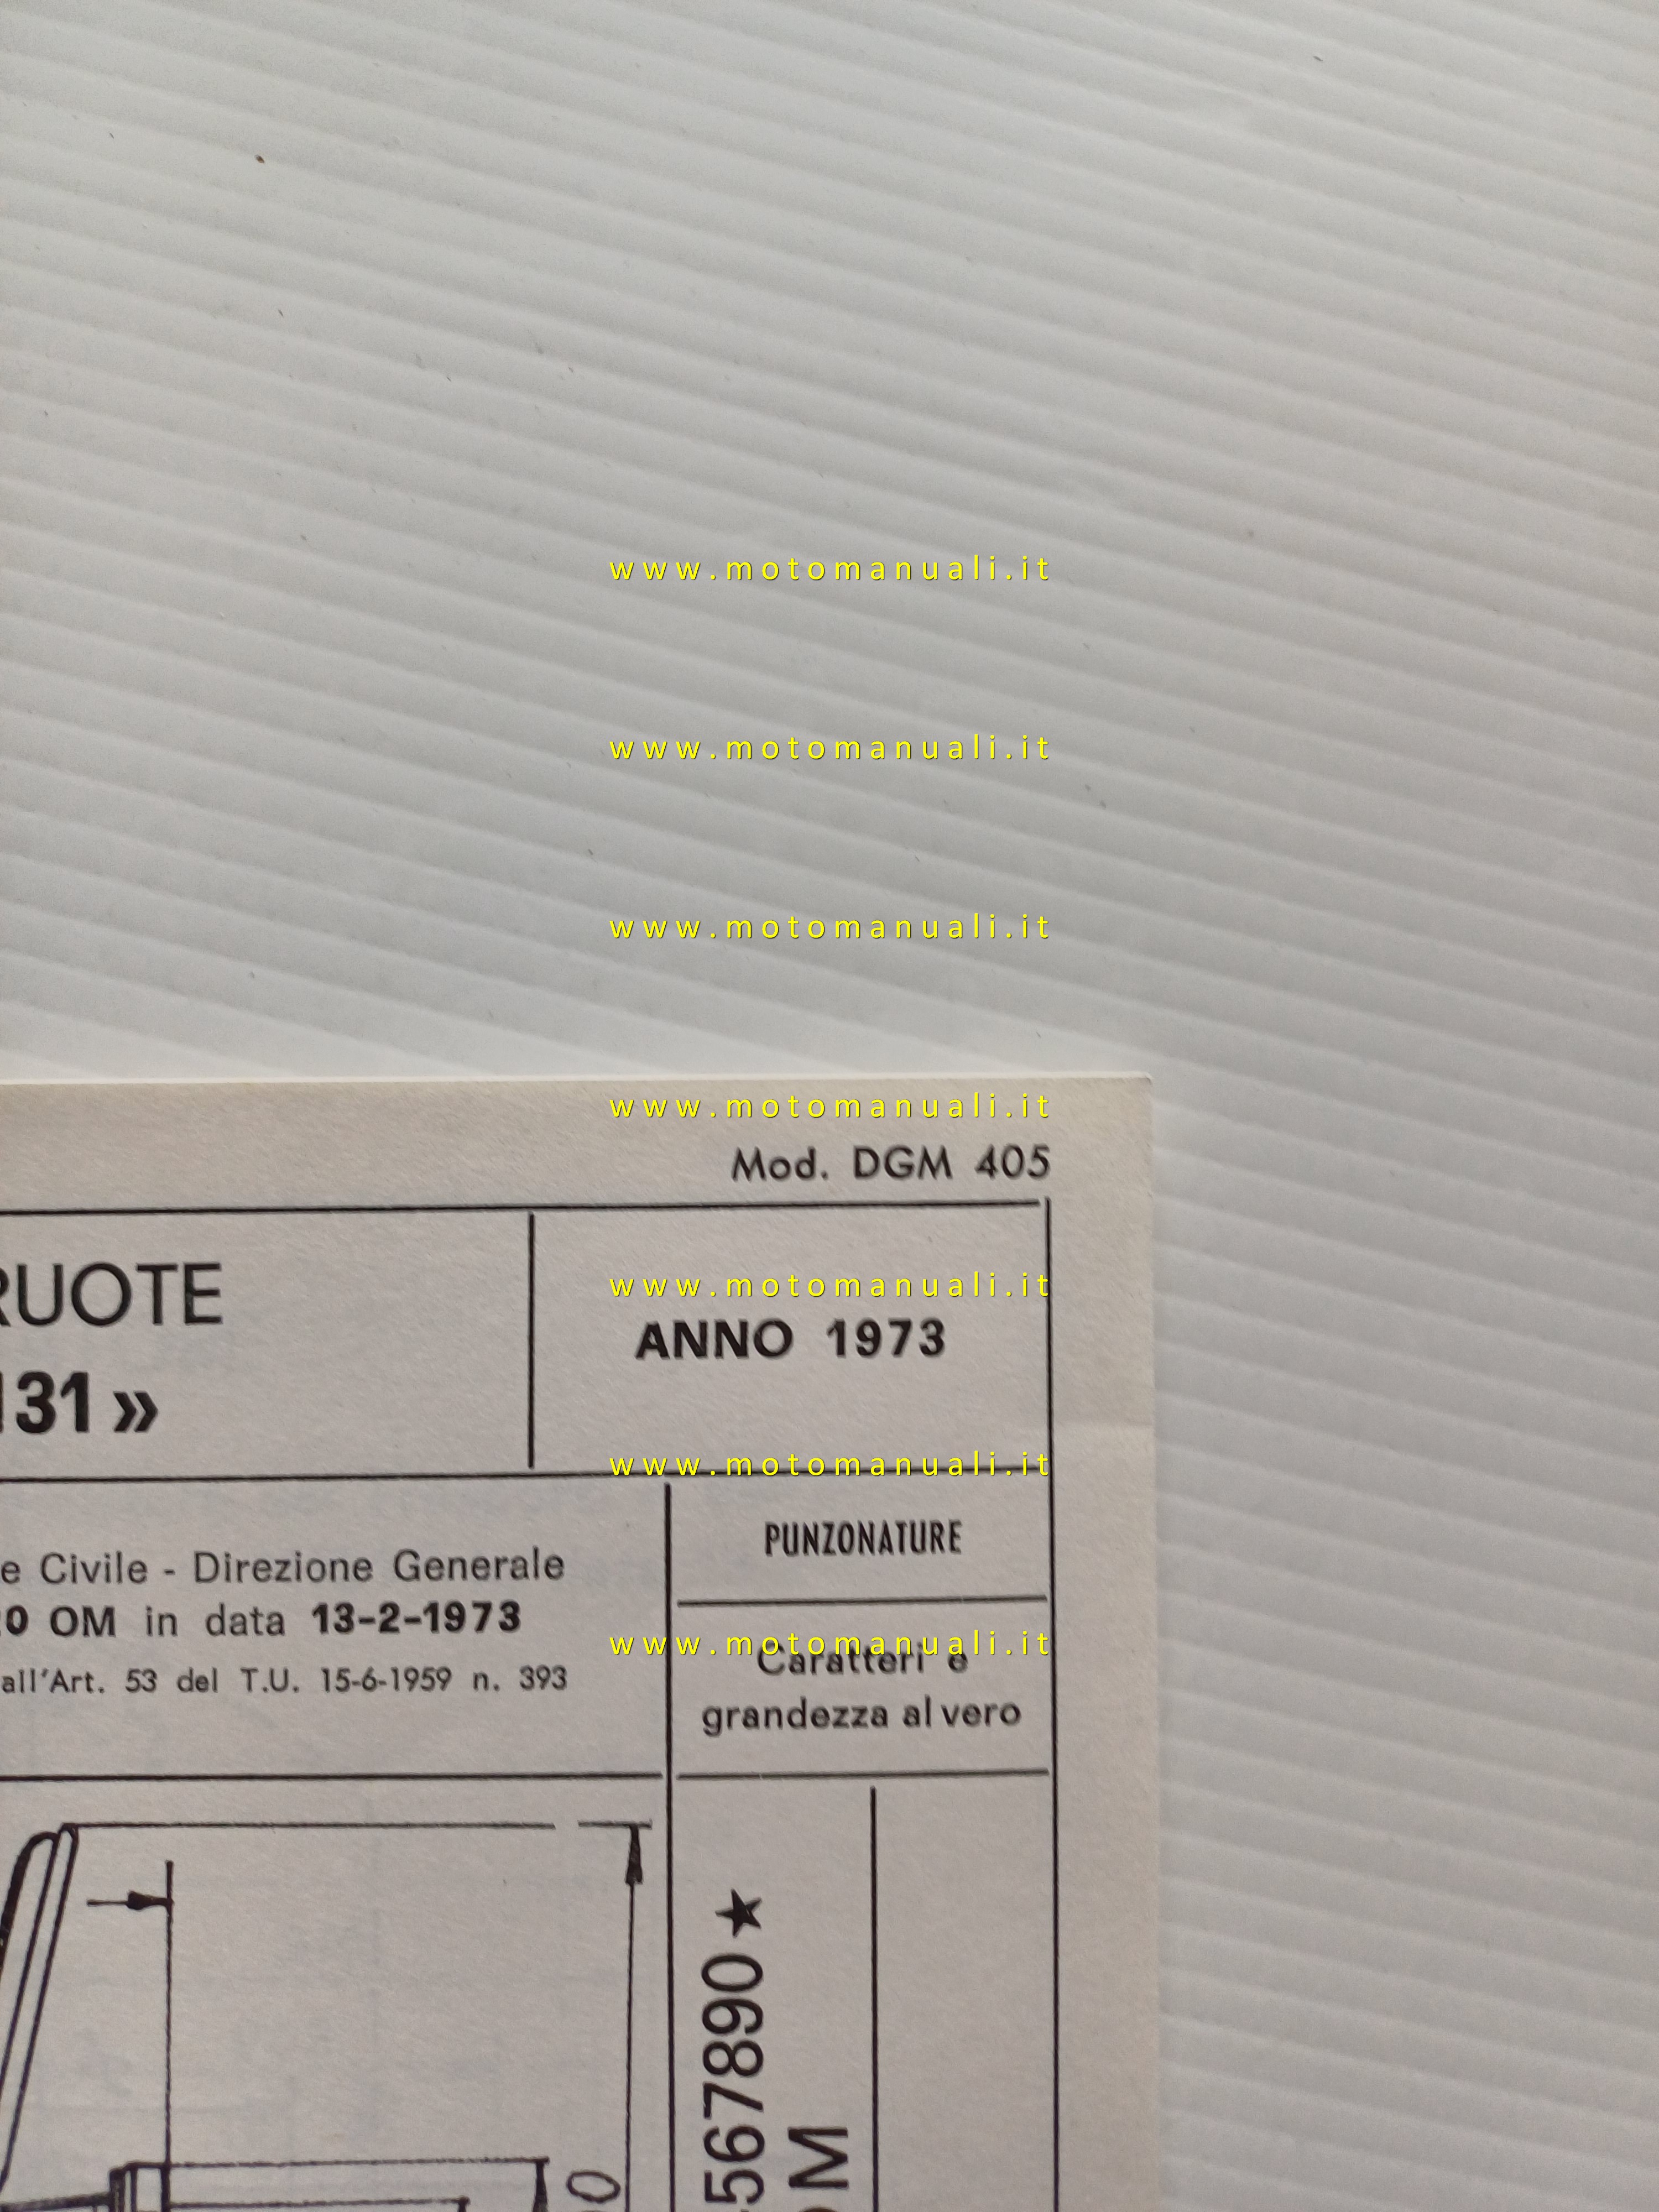 www.motomanuali.it
www.motomanuali.it
www.motomanuali.it
www.motomanuali.it
Mod. DGM 405
RUOTE
www.motomanuali.it
ANNO 1973
131»
www.motomanuali.it
PUNZONATURE
e Civile - Direzione Generale
0 OM in data 13-2-1973
all'Art. 53 del T.U. 15-6-1959 n. 393
www.motomanuali.it
Caratteri e
grandezza al vero
567890★
OM